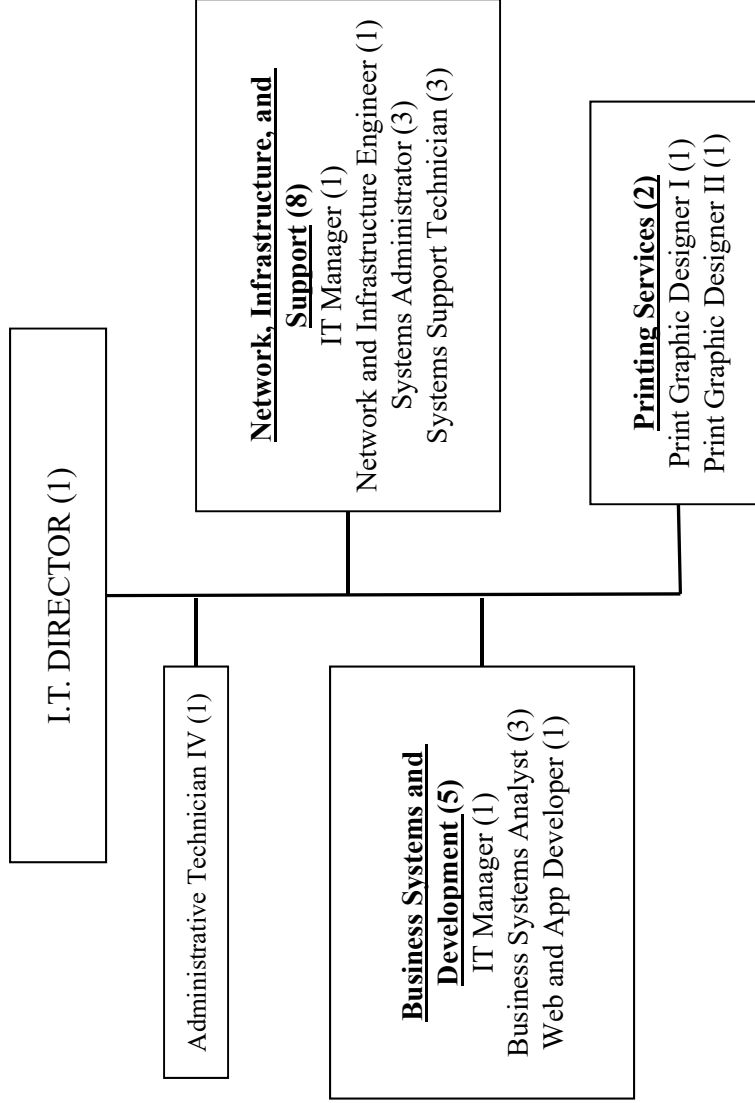 I.T. DIRECTOR (1)
Administrative Technician IV (1)
Network, Infrastructure, and
Support (8)
IT Manager (1)
Network and Infrastructure Engineer (1)
Systems Administrator (3)
Systems Support Technician (3)
Business Systems and
Development (5)
IT Manager (1)
Business Systems Analyst (3)
Web and App Developer (1)
Printing Services (2)
Print Graphic Designer I (1)
Print Graphic Designer II (1)